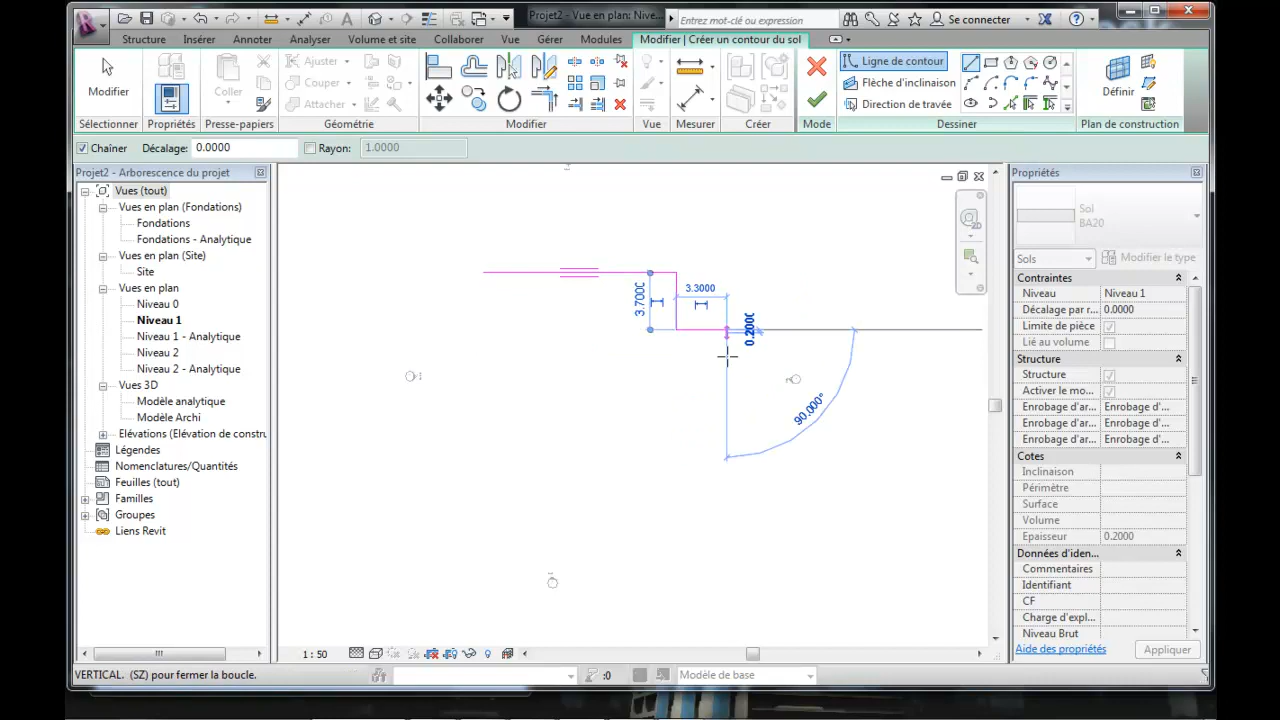 Projet2 - Vue en plan: Nive...
Entrez mot-clé ou expression
Se connecter
Structure
Insérer
Annoter
Analyser
Volume et site
Collaborer
Vue
Gérer
Modules
Modifier | Créer un contour du sol
Modifier
Coller
Ajuster
Couper
Attacher
Ligne de contour
Flèche d'inclinaison
Direction de travée
Définir
Sélectionner
Propriétés
Presse-papiers
Géométrie
Modifier
Vue
Mesurer
Créer
Mode
Dessiner
Plan de construction
Chaîner
Décalage:
0.0000
Rayon:
1.0000
Projet2 - Arborescence du projet
Vues (tout)
Vues en plan (Fondations)
Fondations
Fondations - Analytique
Vues en plan (Site)
Site
Vues en plan
Niveau 0
Niveau 1
Niveau 1 - Analytique
Niveau 2
Niveau 2 - Analytique
Vues 3D
Modèle analytique
Modèle Archi
Elévations (Elévation de constru
Légendes
Nomenclatures/Quantités
Feuilles (tout)
Familles
Groupes
Liens Revit
3.7000
3.3000
0.2000
90.000°
2D
Propriétés
Sol
BA20
Sols
Modifier le type
Contraintes
Niveau
Niveau 1
Décalage par r...
0.0000
Limite de pièce
Lié au volume
Structure
Structure
Activer le mo...
Enrobage d'ar...
Enrobage d'...
Enrobage d'ar...
Enrobage d'...
Enrobage d'ar...
Enrobage d'...
Cotes
Inclinaison
Périmètre
Surface
Volume
Epaisseur
0.2000
Données d'iden...
Commentaires
Identifiant
CF
Charge d'expl...
Niveau Brut
Aide des propriétés
Appliquer
1 : 50
VERTICAL. (SZ) pour fermer la boucle.
:0
Modèle de base